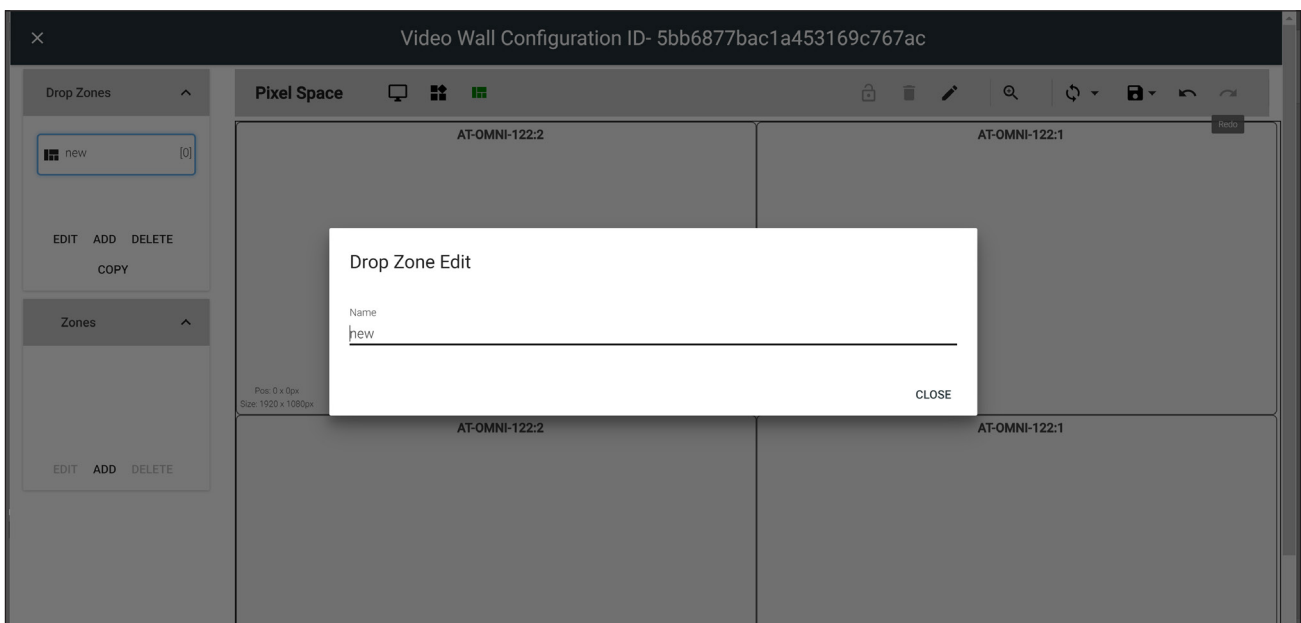 Video Wall Configuration ID- 5bb6877bac1a453169c767ac
Drop Zones
Pixel Space
Redo
new [0]
AT-OMNI-122:2
AT-OMNI-122:1
EDIT ADD DELETE
COPY
Drop Zone Edit
Name
new
CLOSE
Zones
Pos: 0 x 0px
Size: 1920 x 1080px
AT-OMNI-122:2
AT-OMNI-122:1
EDIT ADD DELETE